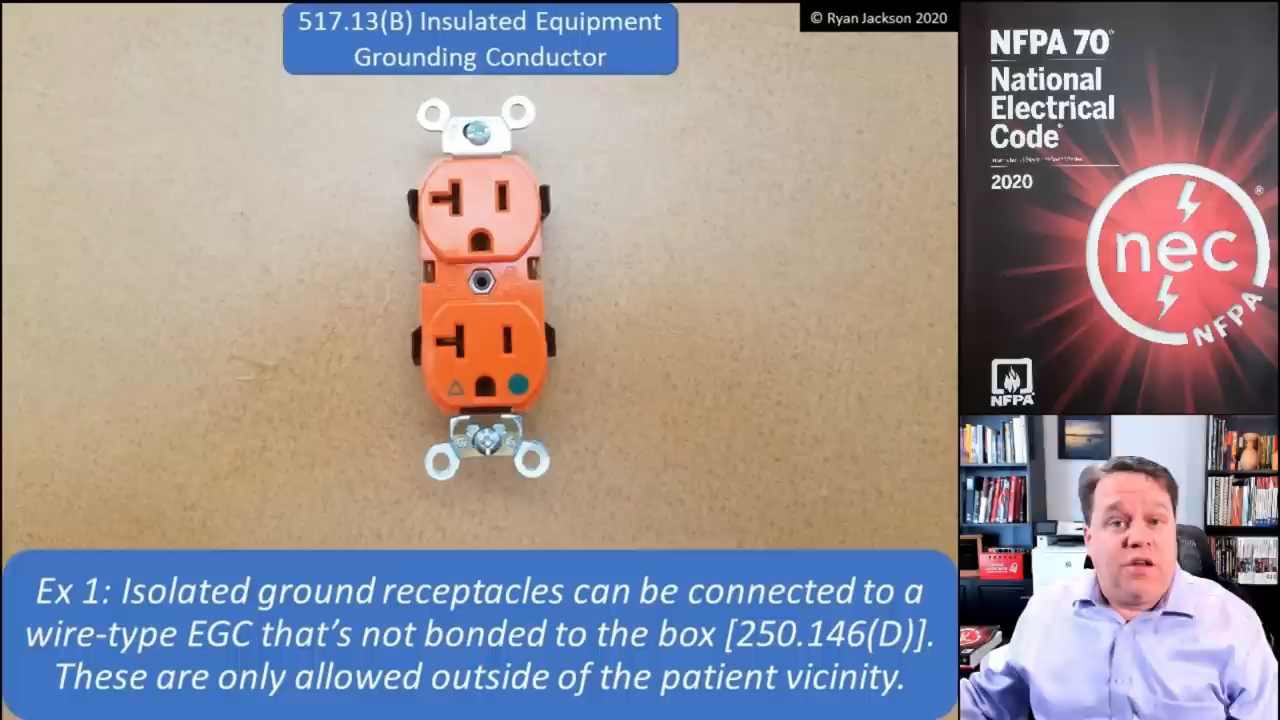 517.13(B) Insulated Equipment
Grounding Conductor
© Ryan Jackson 2020
NFPA 70®
National
Electrical
Code®
2020
nec
®
NFPA
NFPA
Ex 1: Isolated ground receptacles can be connected to a
wire-type EGC that's not bonded to the box [250.146(D)].
These are only allowed outside of the patient vicinity.